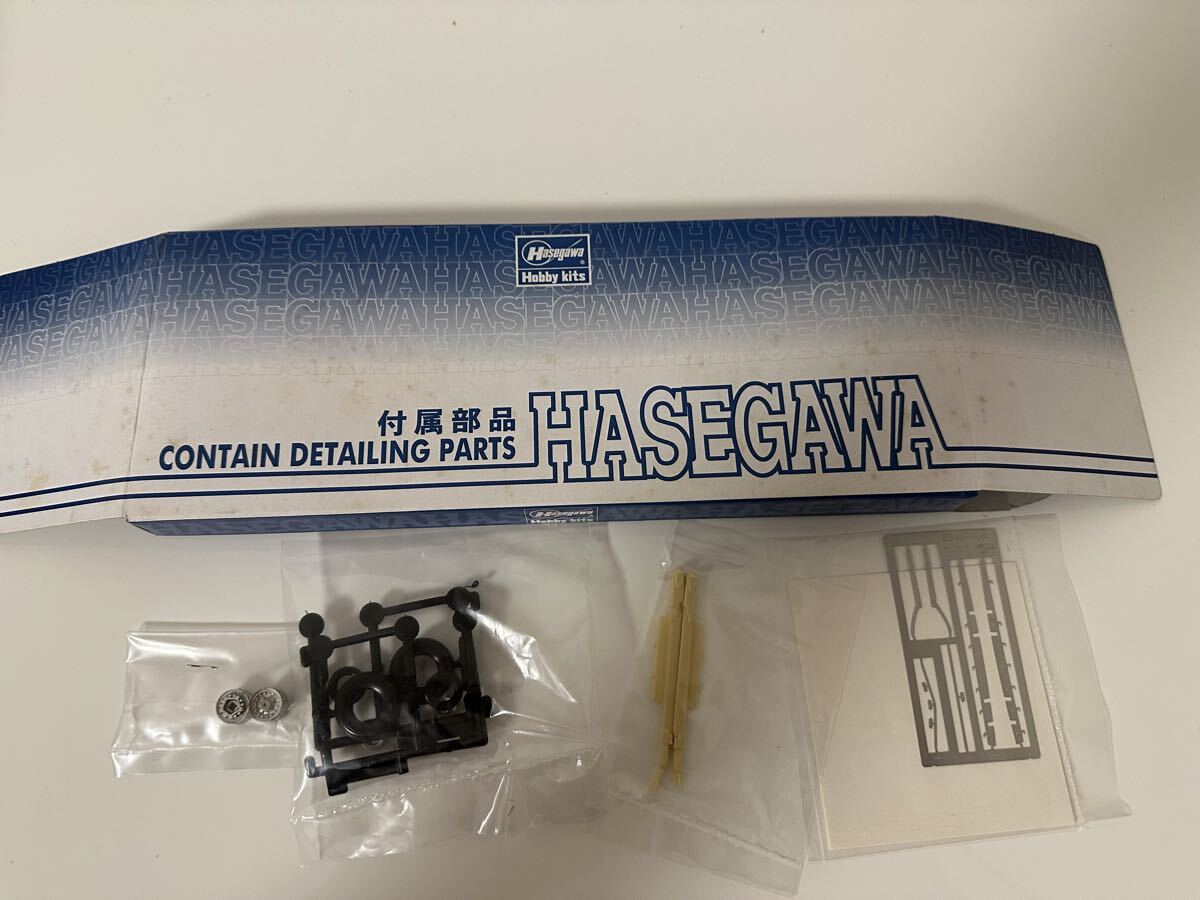 HASEGAWAHASEGAWAHASEGAWAHASEGAWA
Hasegawa
Hobby kits
付属部品
CONTAIN DETAILING PARTS
HASEGAWA
Hasegawa
Hobby kits